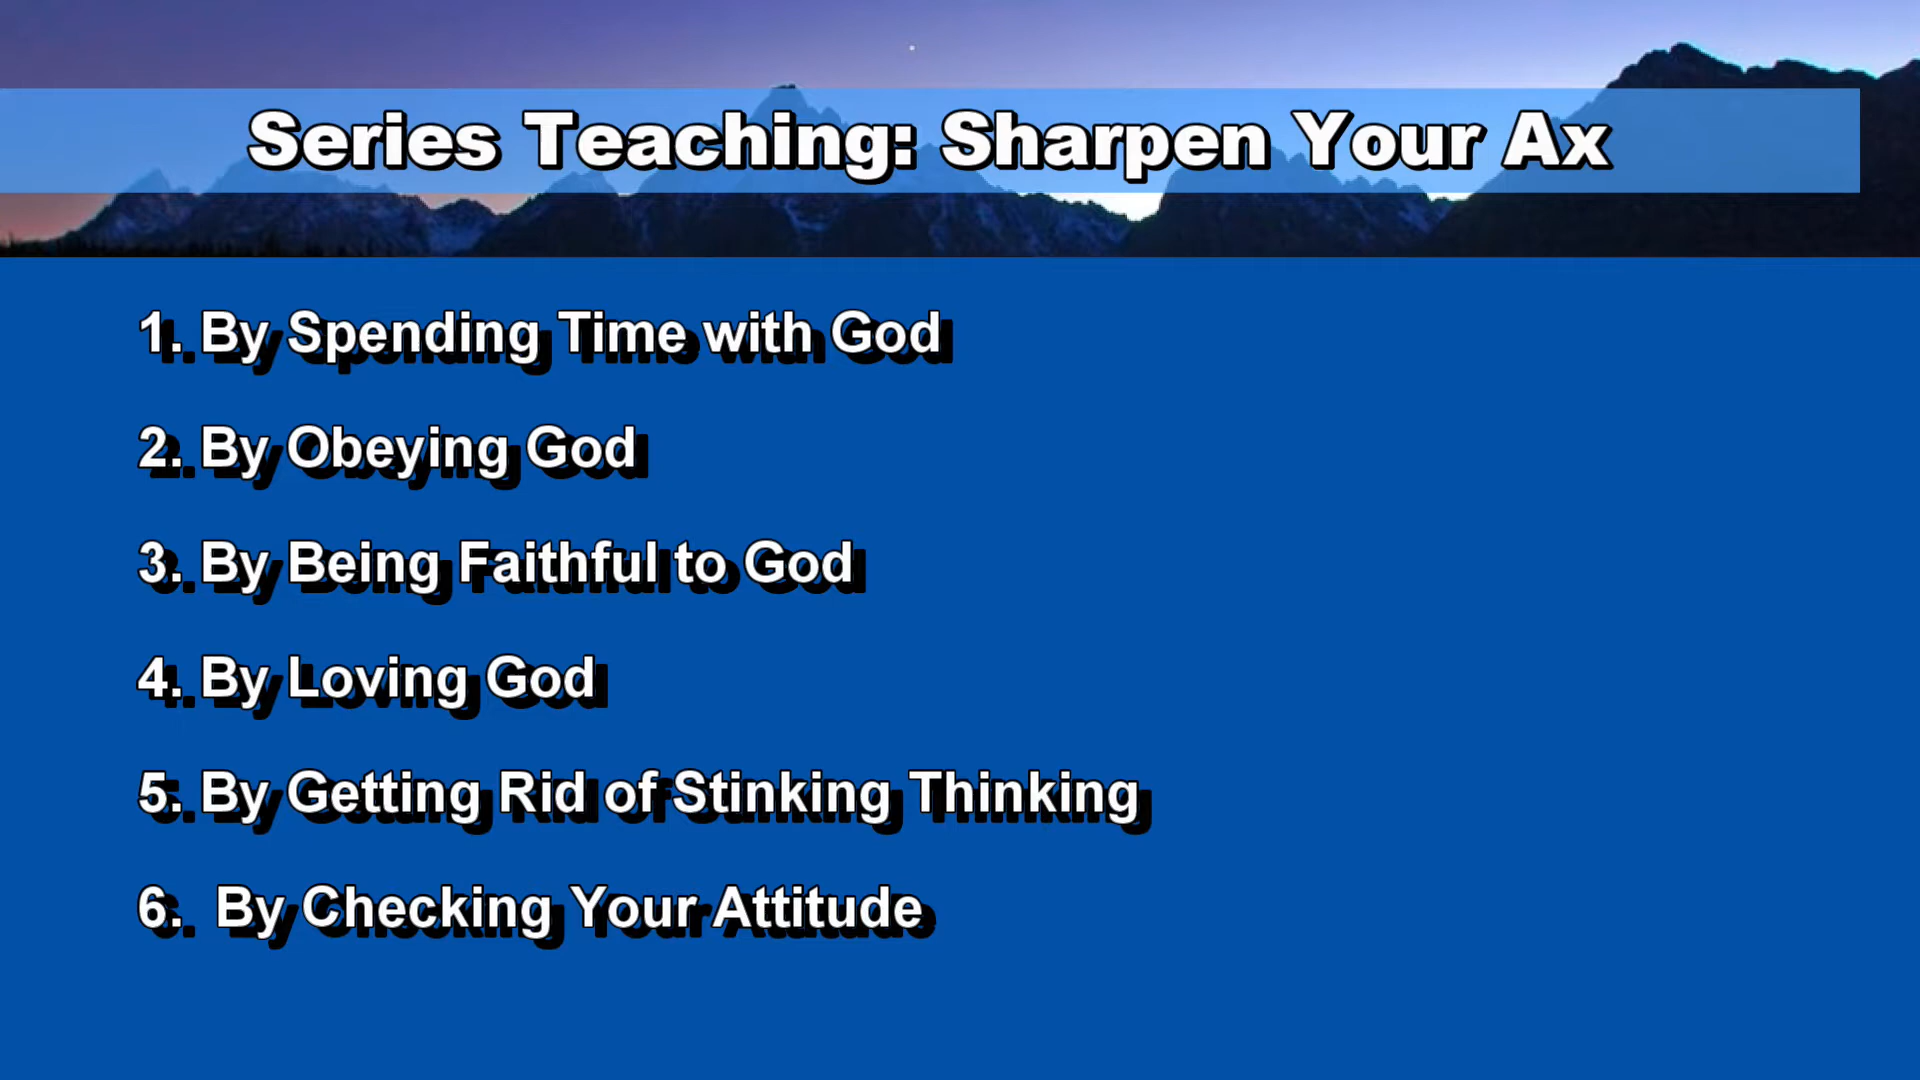 Series Teaching: Sharpen Your Ax
1. By Spending Time with God
2. By Obeying God
3. By Being Faithful to God
4. By Loving God
5. By Getting Rid of Stinking Thinking
6. By Checking Your Attitude